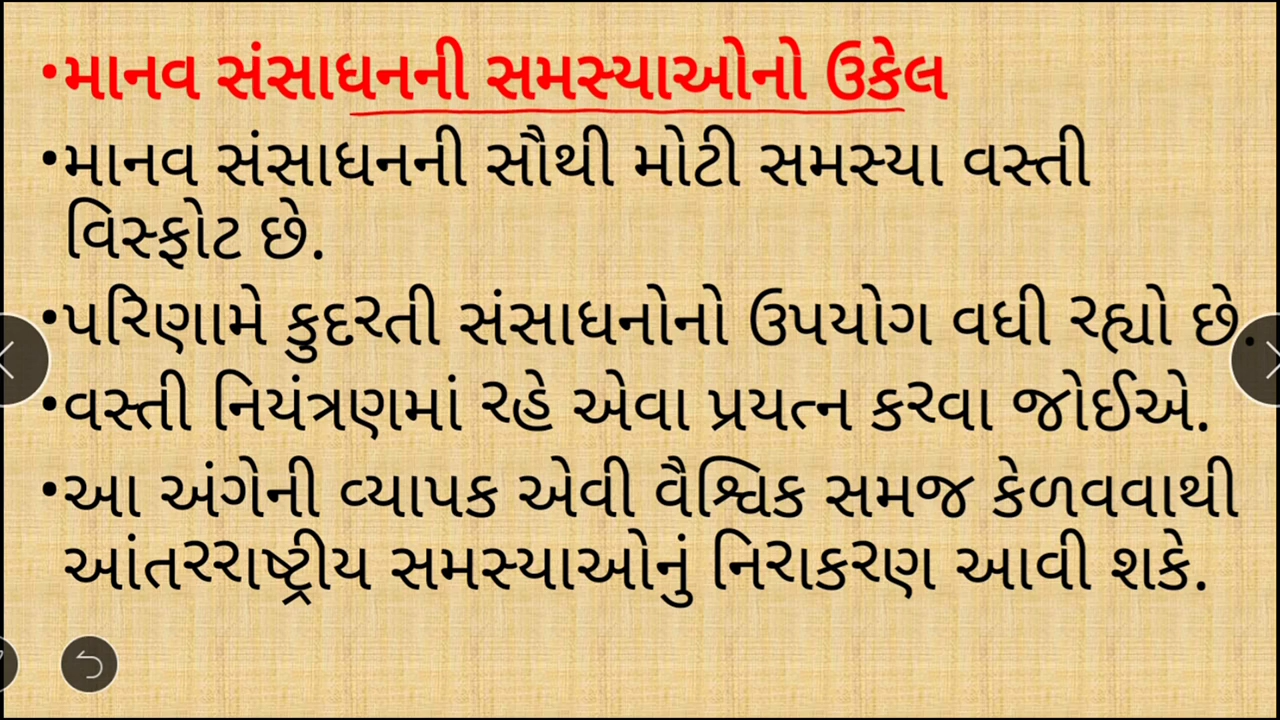 •માનવ સંસાધનની સમસ્યાઓનો ઉકેલ
•માનવ સંસાધનની સૌથી મોટી સમસ્યા વસ્તી
વિસ્ફોટ છે.
•પરિણામે કુદરતી સંસાધનોનો ઉપયોગ વધી રહ્યો છે.
•વસ્તી નિયંત્રણમાં રહે એવા પ્રયત્ન કરવા જોઈએ.
•આ અંગેની વ્યાપક એવી વૈશ્વિક સમજ કેળવવાથી
આંતરરાષ્ટ્રીય સમસ્યાઓનું નિરાકરણ આવી શકે.